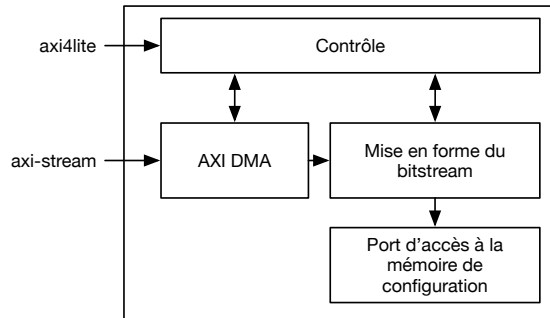 axi4lite
Contrôle
axi-stream
AXI DMA
Mise en forme du
bitstream
Port d'accès à la
mémoire de
configuration